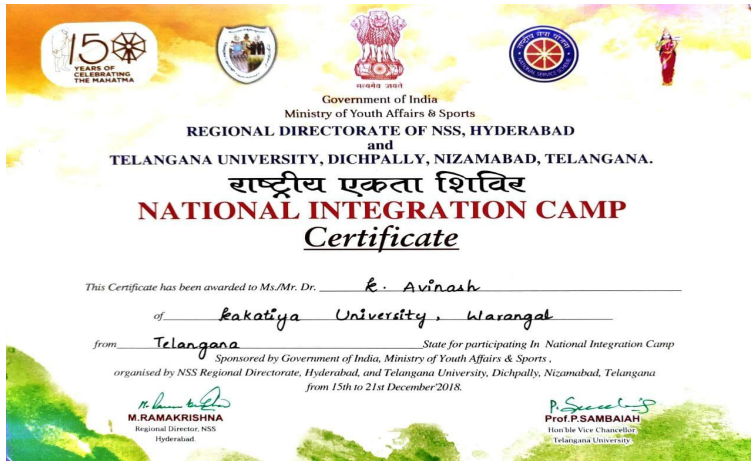 150
YEARS OF
CELEBRATING
THE MAHATMA
राष्ट्रीय सेवा योजना
NATIONAL SERVICE SCHEME
सत्यमेव जयते
Government of India
Ministry of Youth Affairs & Sports
REGIONAL DIRECTORATE OF NSS, HYDERABAD
and
TELANGANA UNIVERSITY, DICHPALLY, NIZAMABAD, TELANGANA.
राष्ट्रीय एकता शिविर
NATIONAL INTEGRATION CAMP
Certificate
This Certificate has been awarded to Ms./Mr. Dr. K. Avinash
of Kakatiya University, Warangal
from Telangana State for participating In National Integration Camp
Sponsored by Government of India, Ministry of Youth Affairs & Sports ,
organised by NSS Regional Directorate, Hyderabad, and Telangana University, Dichpally, Nizamabad, Telangana
from 15th to 21st December'2018.
M.RAMAKRISHNA
Regional Director, NSS
Hyderabad.
Prof.P.SAMBAIAH
Hon'ble Vice Chancellor
Telangana University.